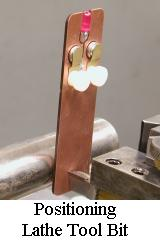 Positioning
Lathe Tool Bit